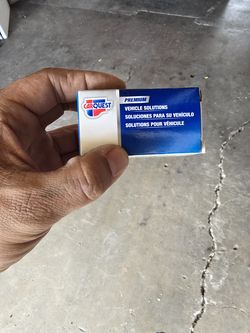 CARQUEST
PREMIUM
VEHICLE SOLUTIONS
SOLUCIONES PARA SU VEHÍCULO
SOLUTIONS POUR VÉHICULE